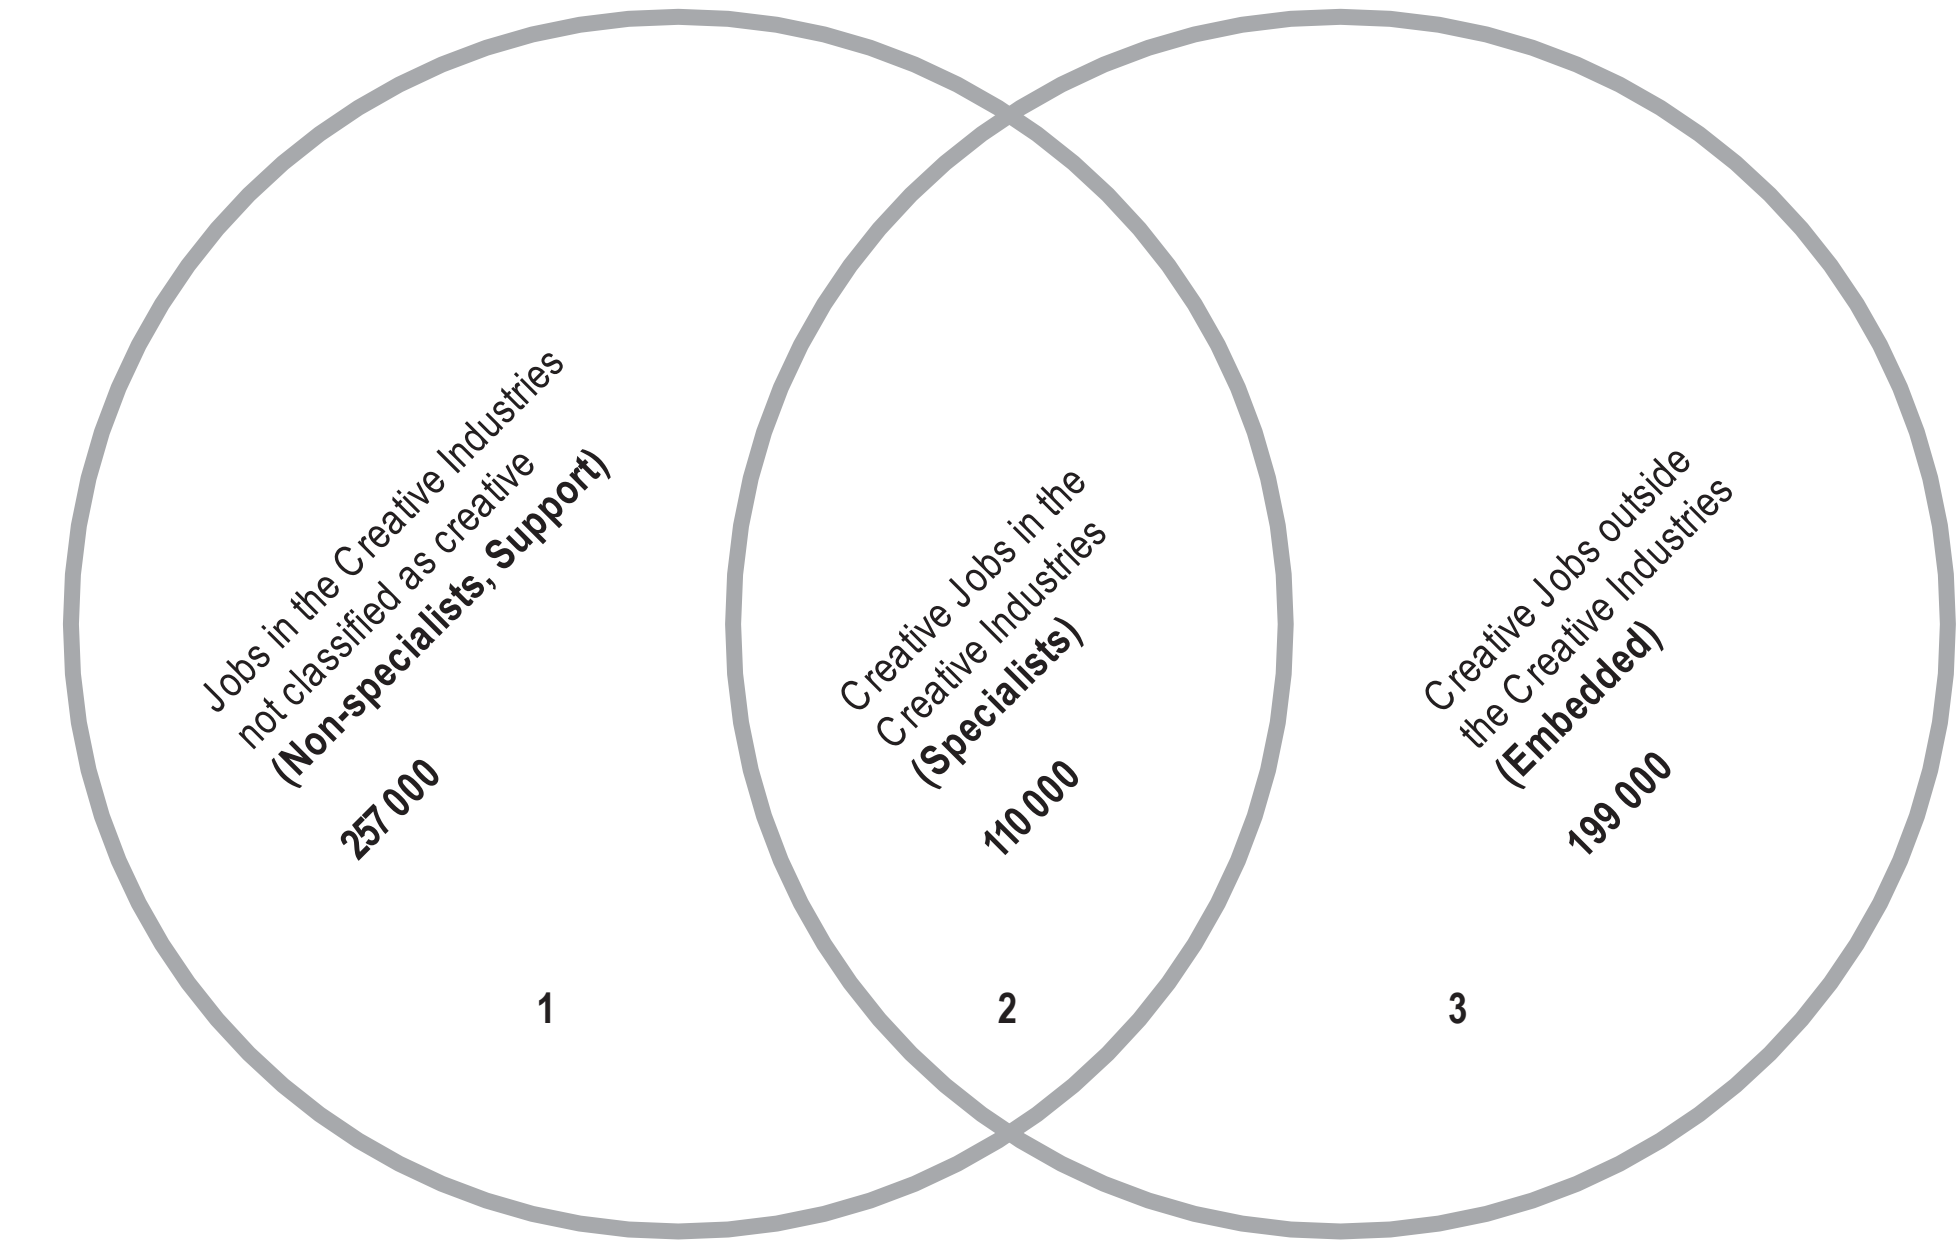 Jobs in the Creative Industries
not classified as creative
(Non-specialists, Support)
257 000
1
Creative Jobs in the
Creative Industries
(Specialists)
110 000
2
Creative Jobs outside
the Creative Industries
(Embedded)
199 000
3